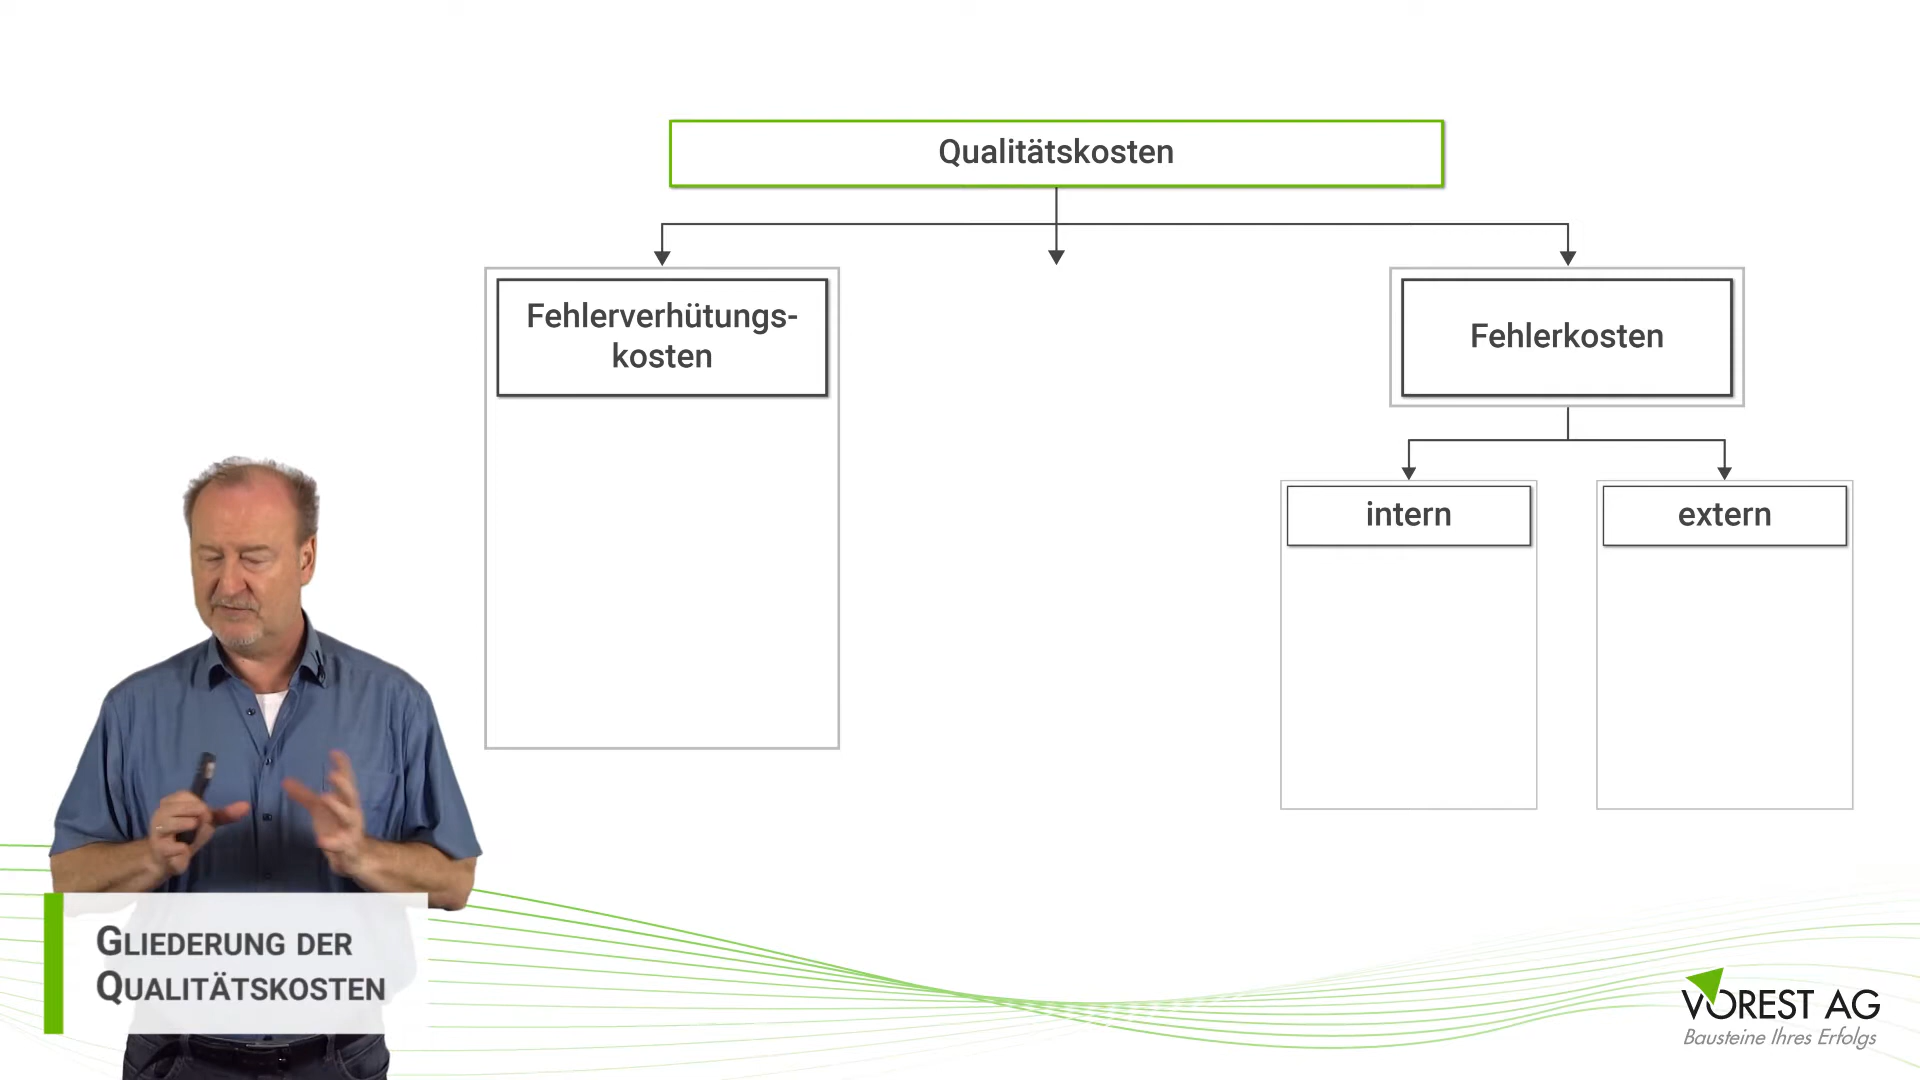 Qualitätskosten
Fehlerverhütungs-
kosten
Fehlerkosten
intern
extern
GLIEDERUNG DER
QUALITÄTSKOSTEN
VOREST AG
Bausteine Ihres Erfolgs